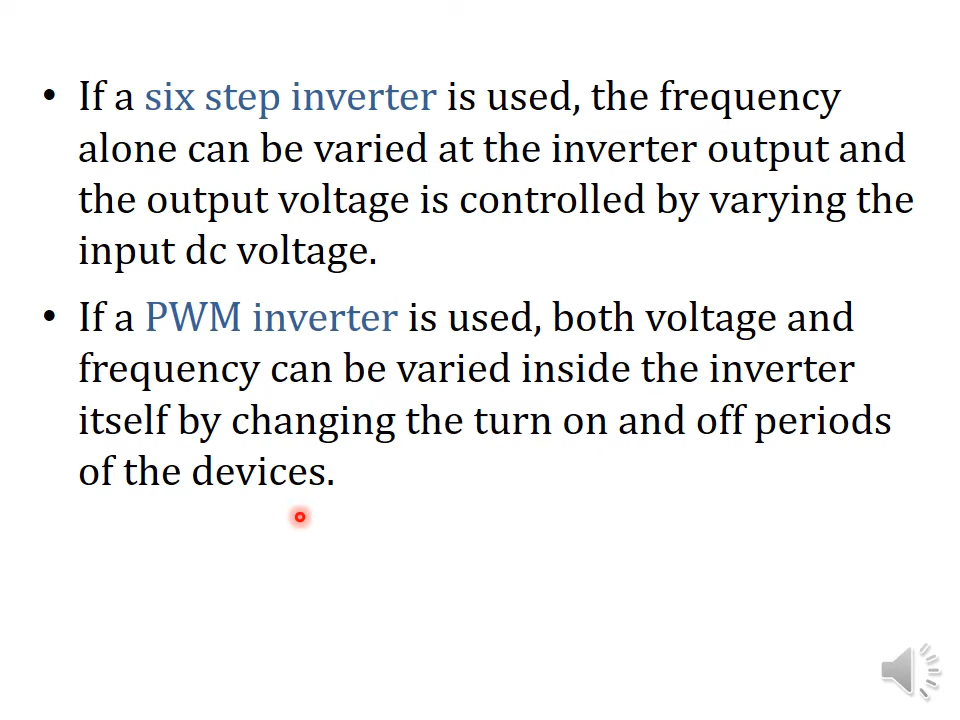 • If a six step inverter is used, the frequency
alone can be varied at the inverter output and
the output voltage is controlled by varying the
input dc voltage.
• If a PWM inverter is used, both voltage and
frequency can be varied inside the inverter
itself by changing the turn on and off periods
of the devices.